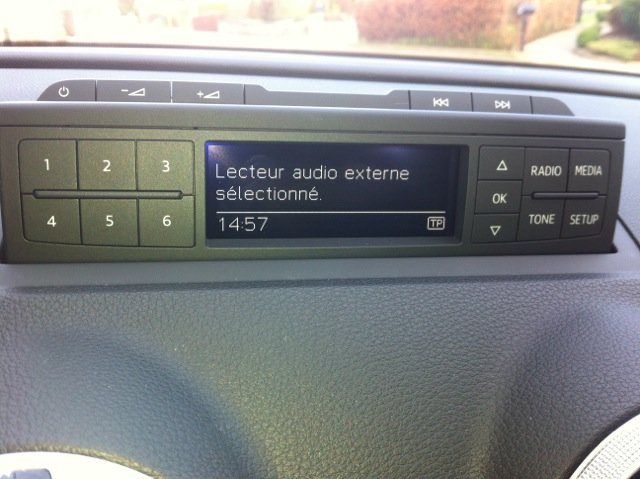 − +
1 2 3
4 5 6
Lecteur audio externe
sélectionné.
14:57 TP
OK
RADIO MEDIA
TONE SETUP